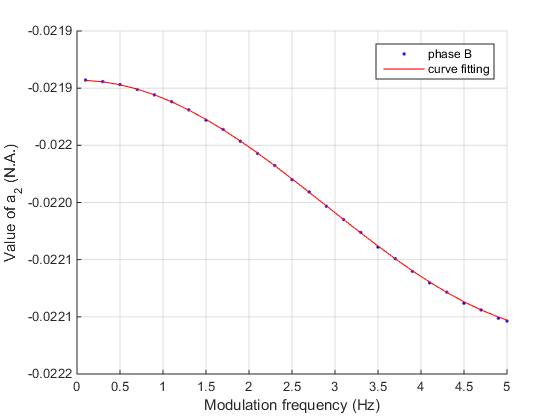 -0.0219
phase B
curve fitting
-0.0219
-0.022
-0.0220
-0.0221
-0.0221
-0.0222
0 0.5 1 1.5 2 2.5 3 3.5 4 4.5 5
Modulation frequency (Hz)
Value of a2 (N.A.)